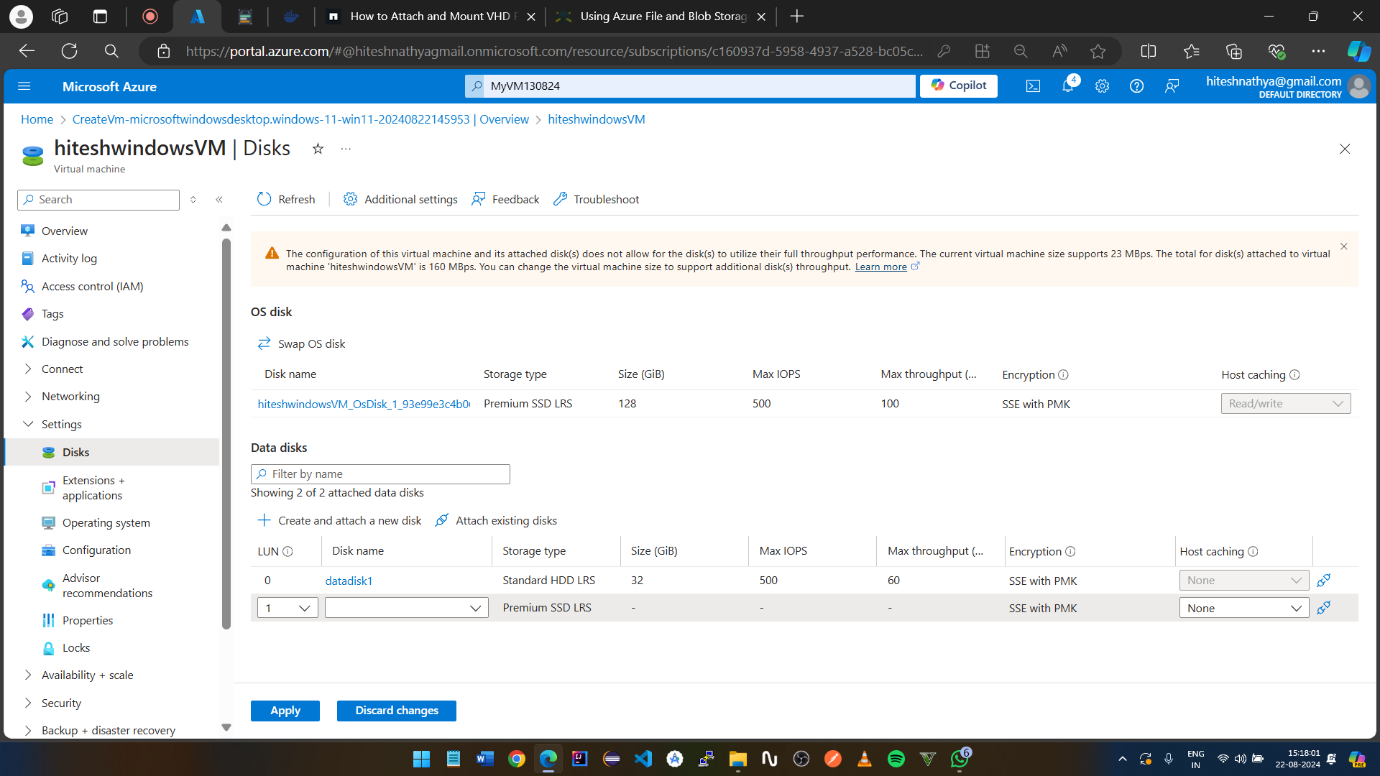 How to Attach and Mount VHD F
Using Azure File and Blob Storag
https://portal.azure.com/#@hiteshnathyagmail.onmicrosoft.com/resource/subscriptions/c160937d-5958-4937-a528-bc05c...
Microsoft Azure
MyVM130824
Copilot
4
hiteshnathya@gmail.com
DEFAULT DIRECTORY
Home > CreateVm-microsoftwindowsdesktop.windows-11-win11-20240822145953 | Overview > hiteshwindowsVM
hiteshwindowsVM | Disks
Virtual machine
Search
Overview
Activity log
Access control (IAM)
Tags
Diagnose and solve problems
Connect
Networking
Settings
Disks
Extensions +
applications
Operating system
Configuration
Advisor
recommendations
Properties
Locks
Availability + scale
Security
Backup + disaster recovery
Refresh
Additional settings
Feedback
Troubleshoot
The configuration of this virtual machine and its attached disk(s) does not allow for the disk(s) to utilize their full throughput performance. The current virtual machine size supports 23 MBps. The total for disk(s) attached to virtual
machine 'hiteshwindowsVM' is 160 MBps. You can change the virtual machine size to support additional disk(s) throughput. Learn more
OS disk
Swap OS disk
Disk name Storage type Size (GiB) Max IOPS Max throughput (... Encryption Host caching
hiteshwindowsVM_OsDisk_1_93e99e3c4b0 Premium SSD LRS 128 500 100 SSE with PMK Read/write
Data disks
Filter by name
Showing 2 of 2 attached data disks
Create and attach a new disk Attach existing disks
LUN Disk name Storage type Size (GiB) Max IOPS Max throughput (... Encryption Host caching
0 datadisk1 Standard HDD LRS 32 500 60 SSE with PMK None
1 Premium SSD LRS - - - SSE with PMK None
Apply Discard changes
6
ENG
IN
15:18:01
22-08-2024